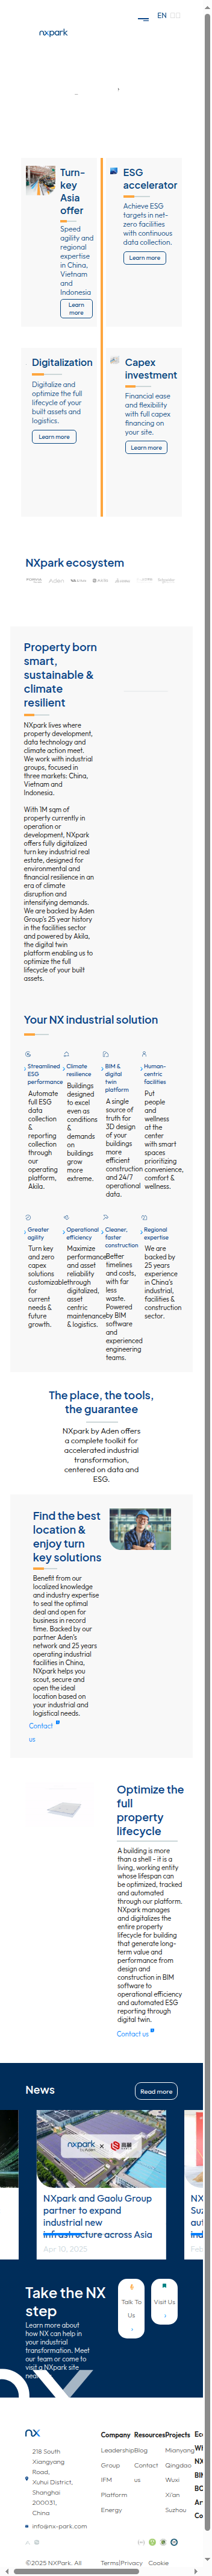 nxpark
EN
Turn-
key
Asia
offer
Speed
agility and
regional
expertise
in China,
Vietnam
and
Indonesia
Learn
more
ESG
accelerator
Achieve ESG
targets in net-
zero facilities
with continuous
data collection.
Learn more
Digitalization
Digitalize and
optimize the full
lifecycle of your
built assets and
logistics.
Learn more
Capex
investment
Financial ease
and flexibility
with full capex
financing on
your site.
Learn more
NXpark ecosystem
Property born
smart,
sustainable &
climate
resilient
NXpark lives where
property development,
data technology and
climate action meet.
We work with industrial
groups, focused in
three markets: China,
Vietnam and
Indonesia.
With 1M sqm of
property currently in
operation or
development, NXpark
offers fully digitalized
turn key industrial real
estate, designed for
environmental and
financial resilience in an
era of climate
disruption and
intensifying demands.
We are backed by Aden
Group's 25 year history
in the industrial sector
and powered by Akila,
the digital twin
platform enabling us to
optimize the full
lifecycle of your built
assets.
Your NX industrial solution
Streamlined
ESG
performance
Automate
full ESG
data
collection
&
reporting
collection
through
our
operating
platform,
Akila.
Climate
resilience
Buildings
designed
to excel
even as
conditions
&
demands
on
buildings
grow
more
extreme.
BIM &
digital
twin
platform
A single
source of
truth for
3D design
of your
buildings
more
efficient
construction
and 24/7
operational
data.
Human-
centric
facilities
Put
people
and
wellness
at the
center
with smart
spaces
prioritizing
convenience,
comfort &
wellness.
Greater
agility
Turn key
and zero
capex
solutions
customizable
for
current
needs &
future
growth.
Operational
efficiency
Maximize
performance
and asset
reliability
through
digitalized,
asset
centric
maintenance
& logistics.
Cleaner,
faster
construction
Better
timelines
and costs,
with far
less
waste.
Powered
by BIM
software
and
experienced
engineering
teams.
Regional
expertise
We are
backed by
25 years
experience
in China's
industrial,
facilities &
construction
sector.
The place, the tools,
the guarantee
NXpark by Aden offers
a complete toolkit for
accelerated industrial
transformation,
centered on data and
ESG.
Find the best
location &
enjoy turn
key solutions
Benefit from our
localized knowledge
and industry expertise
to seal the optimal
deal and open for
business in record
time. Backed by our
partner Aden's
network and 25 years
operating industrial
facilities in China,
NXpark helps you
scout, secure and
open the ideal
location based on
your industrial and
logistical needs.
Contact
us
Optimize the
full
property
lifecycle
A building is more
than a shell - it is a
living, working entity
whose lifespan can
be optimized, tracked
and automated
through our platform.
NXpark manages
and digitalizes the
entire property
lifecycle for building
that generate long-
term value and
performance from
design and
construction in BIM
software to
operational efficiency
and automated ESG
reporting through
digital twin.
Contact us
News
Read more
nxpark
by Aden
×
NXpark and Gaolu Group
partner to expand
industrial new
infrastructure across Asia
Apr 10, 2025
Take the NX
next step
Learn more about
how NX can help in
your industrial
transformation. Meet
our team or come to
visit a NXpark site
Talk To
Us
Visit Us
nx
218 South
Xiangyang
Road,
Xuhui District,
Shanghai
200031,
China
info@nx-park.com
Company
Leadership
Group
IFM
Platform
Energy
Resources
Blog
Contact
us
Projects
Mianyang
Qingdao
Wuxi
Xi'an
Suzhou
©2025 NXPark. All
Terms|Privacy
Cookie